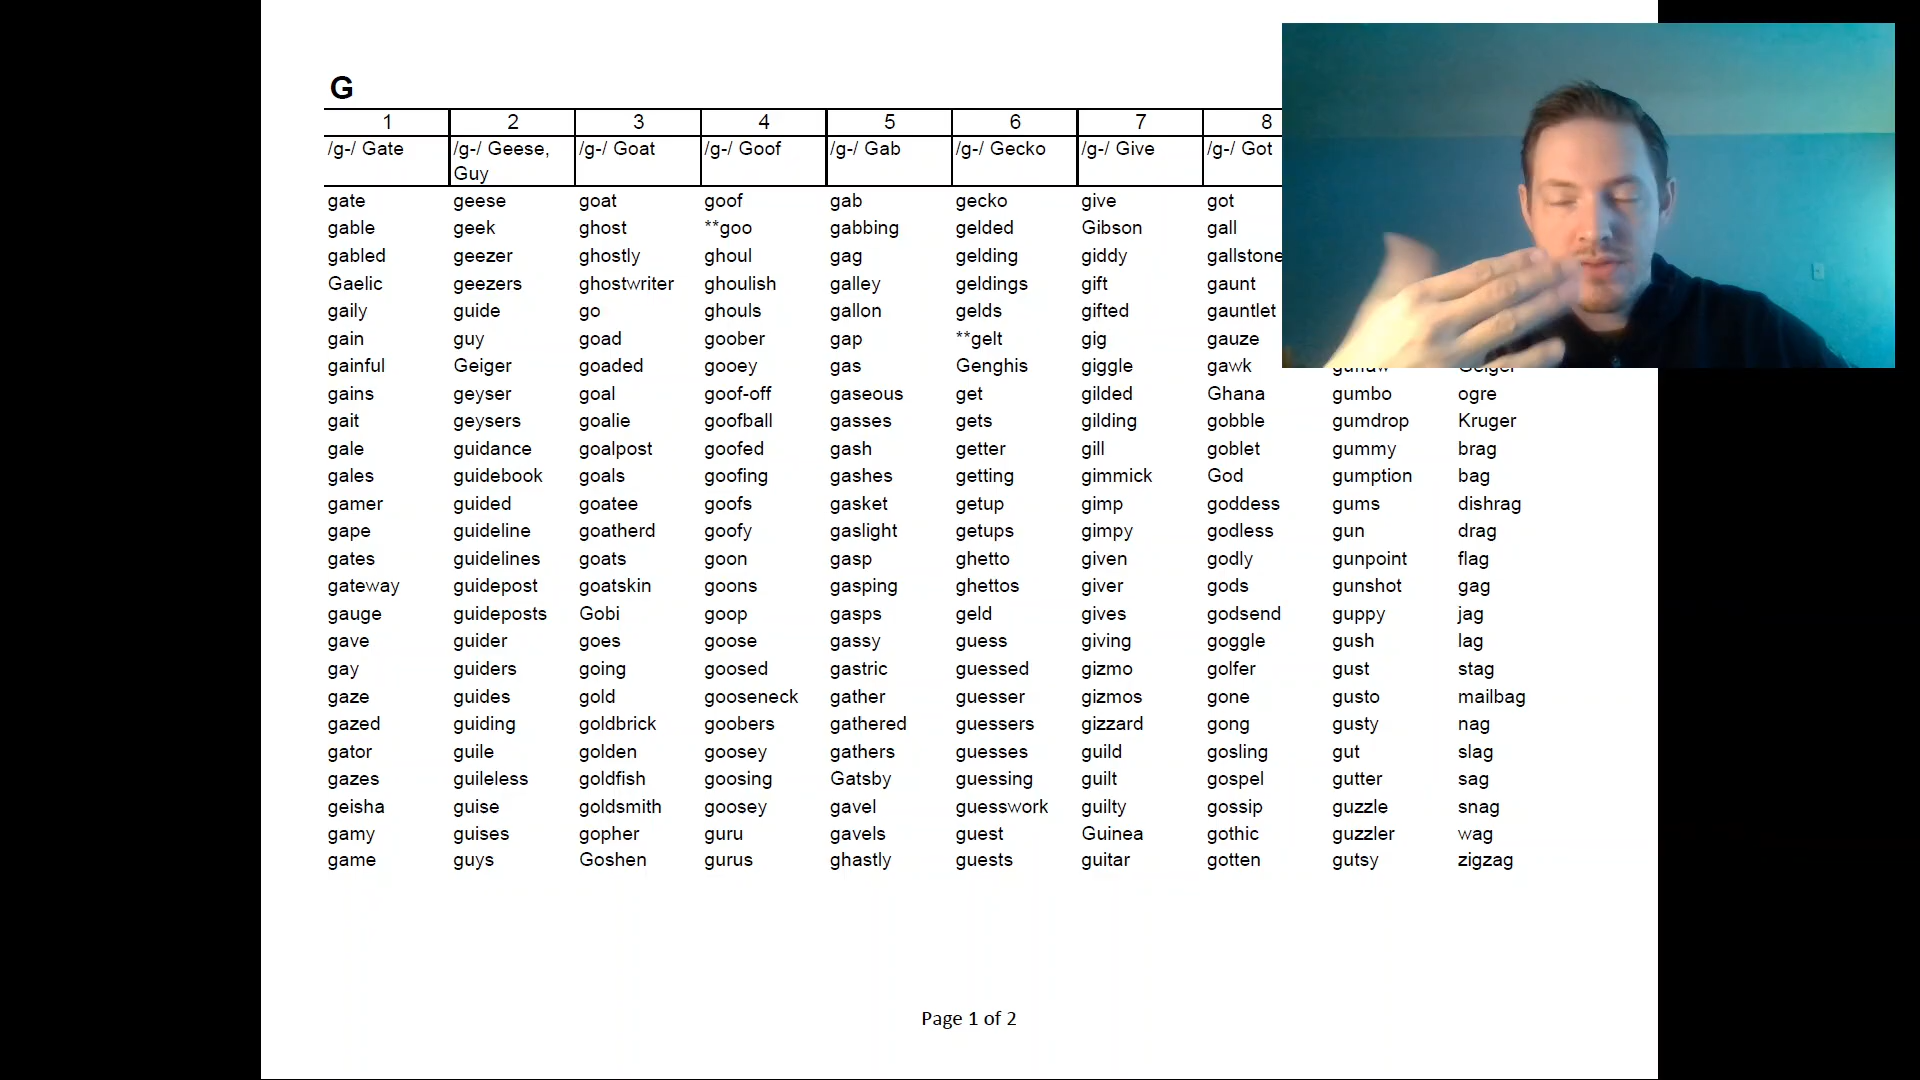 G
1 2 3 4 5 6 7 8
/g-/ Gate /g-/ Geese, /g-/ Goat /g-/ Goof /g-/ Gab /g-/ Gecko /g-/ Give /g-/ Got
Guy
gate geese goat goof gab gecko give got
gable geek ghost **goo gabbing gelded Gibson gall
gabled geezer ghostly ghoul gag gelding giddy gallstone
Gaelic geezers ghostwriter ghoulish galley geldings gift gaunt
gaily guide go ghouls gallon gelds gifted gauntlet
gain guy goad goober gap **gelt gig gauze
gainful Geiger goaded gooey gas Genghis giggle gawk guffaw Geiger
gains geyser goal goof-off gaseous get gilded Ghana gumbo ogre
gait geysers goalie goofball gasses gets gilding gobble gumdrop Kruger
gale guidance goalpost goofed gash getter gill goblet gummy brag
gales guidebook goals goofing gashes getting gimmick God gumption bag
gamer guided goatee goofs gasket getup gimp goddess gums dishrag
gape guideline goatherd goofy gaslight getups gimpy godless gun drag
gates guidelines goats goon gasp ghetto given godly gunpoint flag
gateway guidepost goatskin goons gasping ghettos giver gods gunshot gag
gauge guideposts Gobi goop gasps geld gives godsend guppy jag
gave guider goes goose gassy guess giving goggle gush lag
gay guiders going goosed gastric guessed gizmo golfer gust stag
gaze guides gold gooseneck gather guesser gizmos gone gusto mailbag
gazed guiding goldbrick goobers gathered guessers gizzard gong gusty nag
gator guile golden goosey gathers guesses guild gosling gut slag
gazes guileless goldfish goosing Gatsby guessing guilt gospel gutter sag
geisha guise goldsmith goosey gavel guesswork guilty gossip guzzle snag
gamy guises gopher guru gavels guest Guinea gothic guzzler wag
game guys Goshen gurus ghastly guests guitar gotten gutsy zigzag
Page 1 of 2